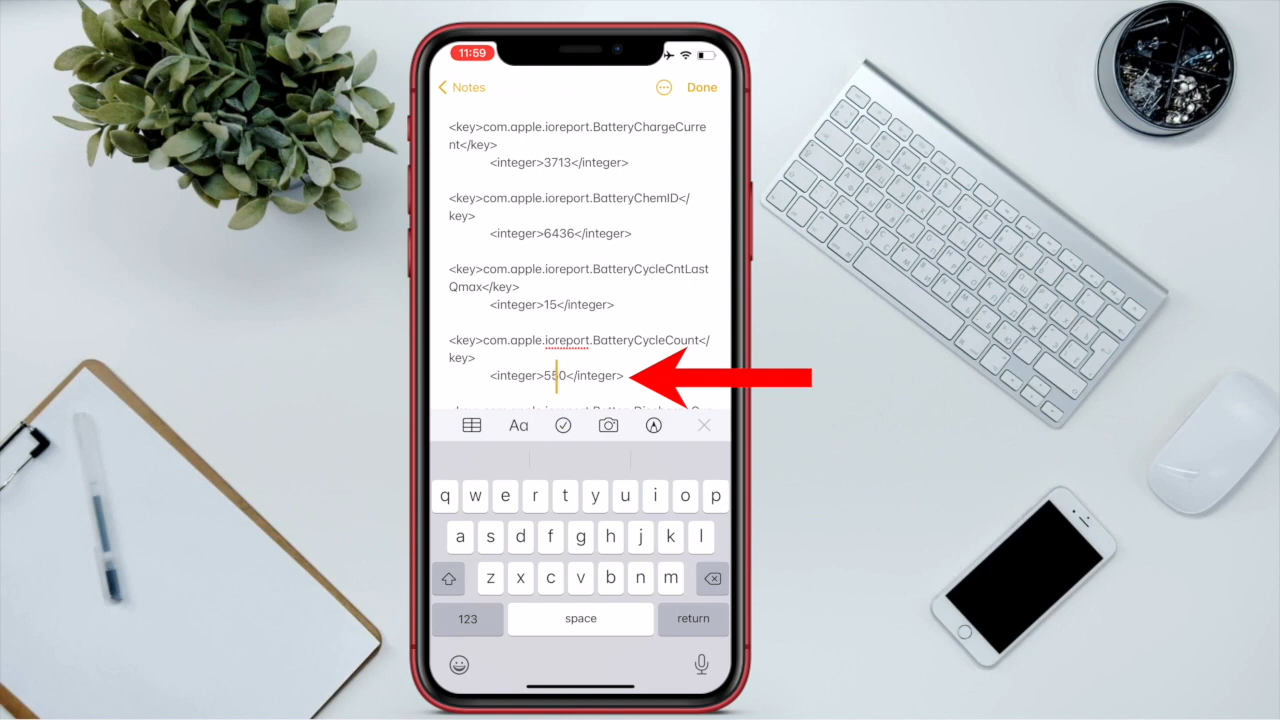 11:59
Notes
Done
<key>com.apple.ioreport.BatteryChargeCurre
nt</key>
<integer>3713</integer>
<key>com.apple.ioreport.BatteryChemID</
key>
<integer>6436</integer>
<key>com.apple.ioreport.BatteryCycleCntLast
Qmax</key>
<integer>15</integer>
<key>com.apple.ioreport.BatteryCycleCount</
key>
<integer>550</integer>
Aa
q w e r t y u i o p
a s d f g h j k l
z x c v b n m
123 space return